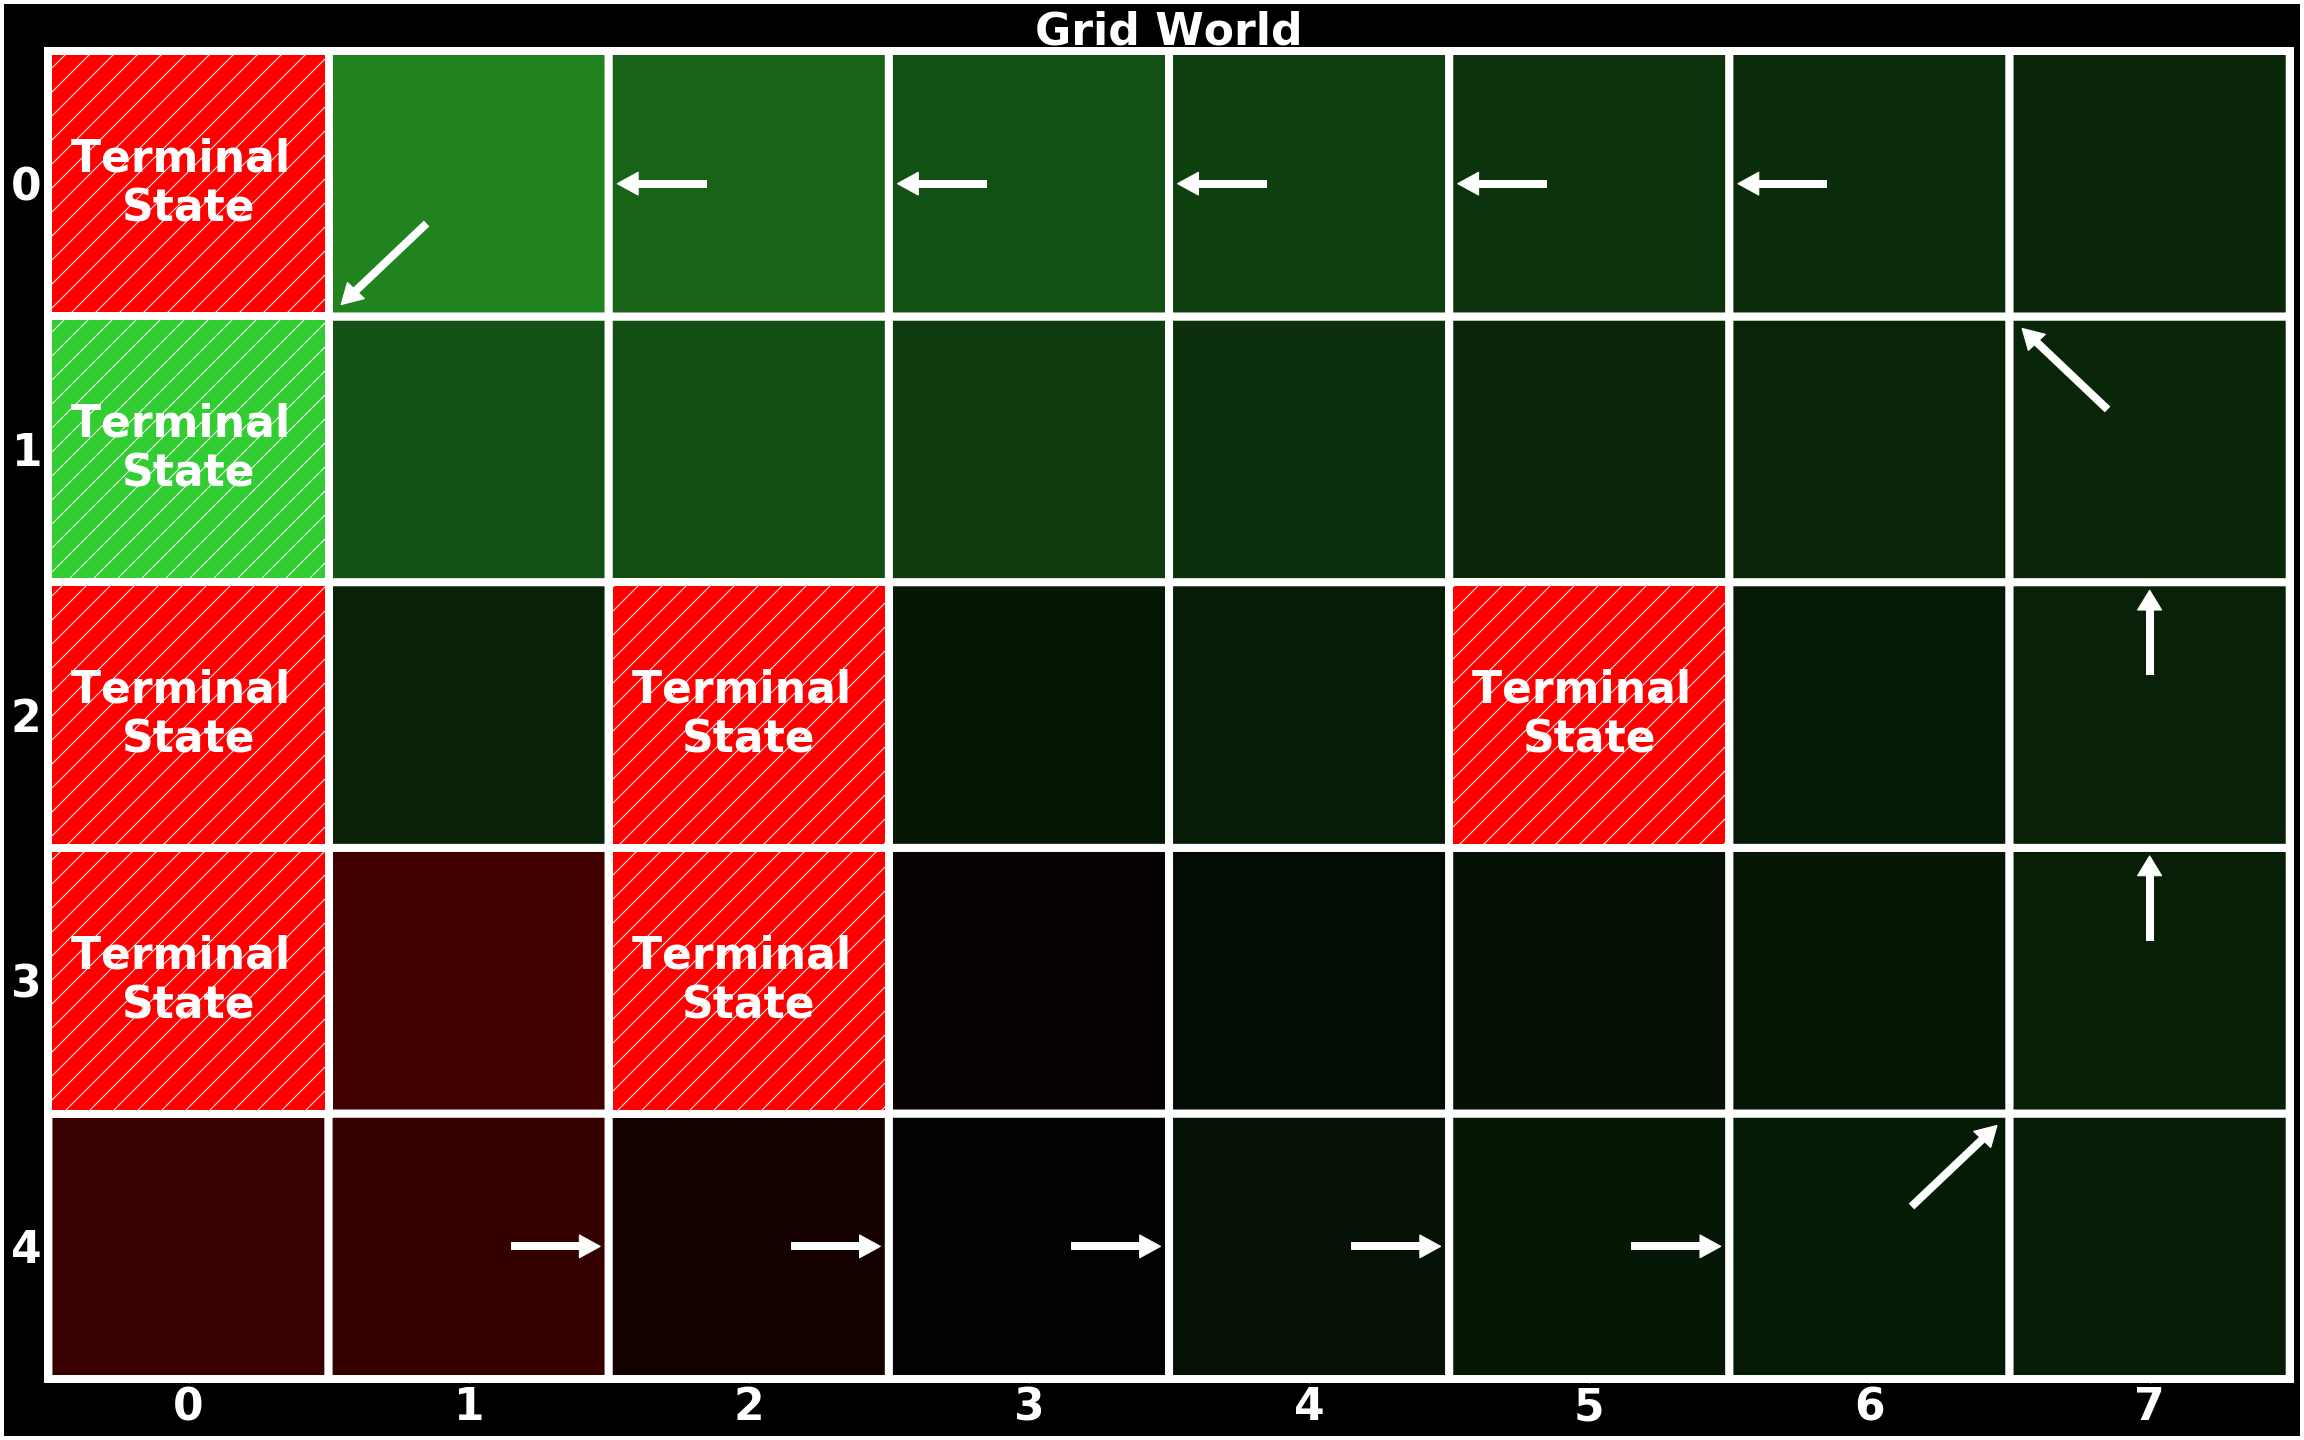 Grid World
0
Terminal
State
1
Terminal
State
2
Terminal
State
Terminal
State
Terminal
State
3
Terminal
State
Terminal
State
4
0 1 2 3 4 5 6 7